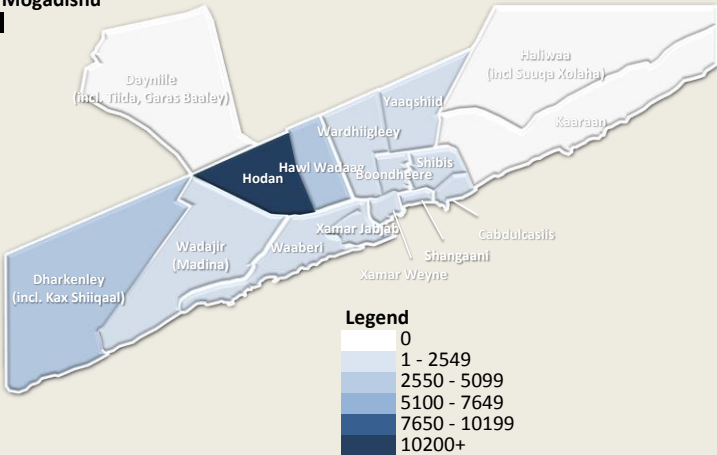 Mogadishu
Haliwaa
(incl Suuqa Xolaha)
Dayniile
(incl. Tiida, Garas Baaley)
Yaaqshiid
Kaaraan
Wardhiigleey
Hawl Wadaag
Shibis
Boondheere
Hodan
Xamar Jabjab
Cabdulcasiis
Wadajir
(Madina)
Waaberi
Shangaani
Xamar Weyne
Dharkenley
(incl. Kax Shiiqaal)
Legend
0
1 - 2549
2550 - 5099
5100 - 7649
7650 - 10199
10200+